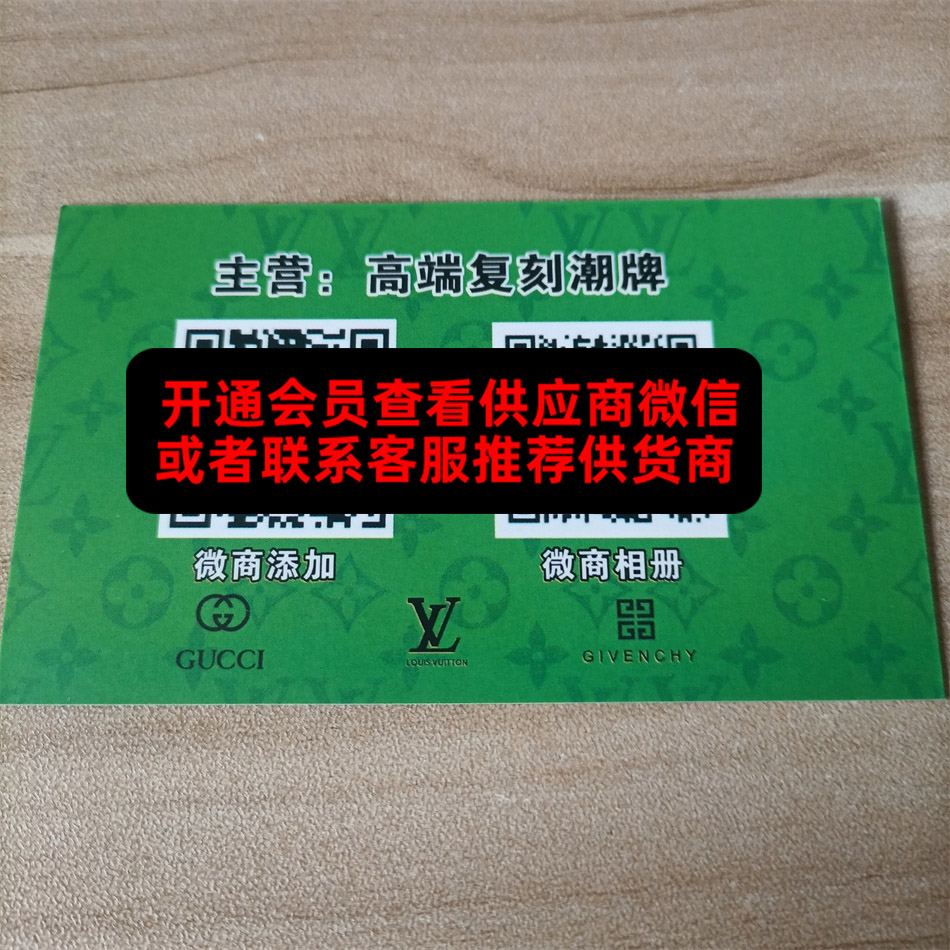 主营：高端复刻潮牌
开通会员查看供应商微信
或者联系客服推荐供货商
微商添加
微商相册
GUCCI
LV
LOUIS VUITTON
GIVENCHY